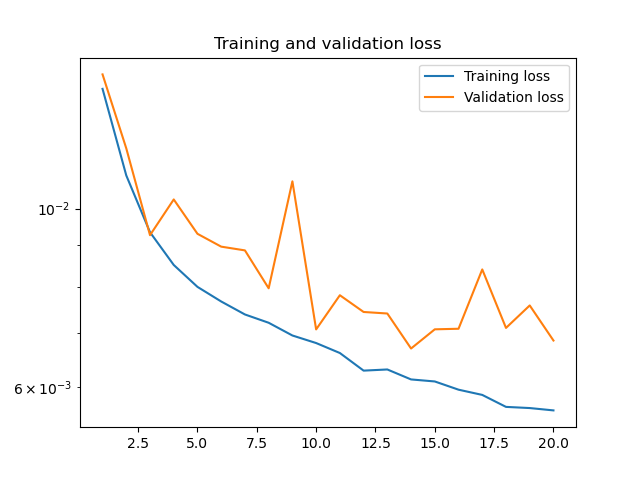 Training and validation loss
Training loss
Validation loss
10^{-2}
6 × 10^{-3}
2.5 5.0 7.5 10.0 12.5 15.0 17.5 20.0